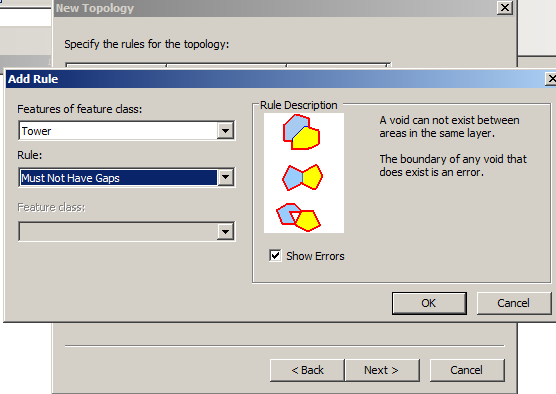 New Topology
Specify the rules for the topology:
Add Rule
Features of feature class:
Tower
Rule:
Must Not Have Gaps
Feature class:
Rule Description
A void can not exist between
areas in the same layer.
The boundary of any void that
does exist is an error.
Show Errors
OK
Cancel
< Back
Next >
Cancel